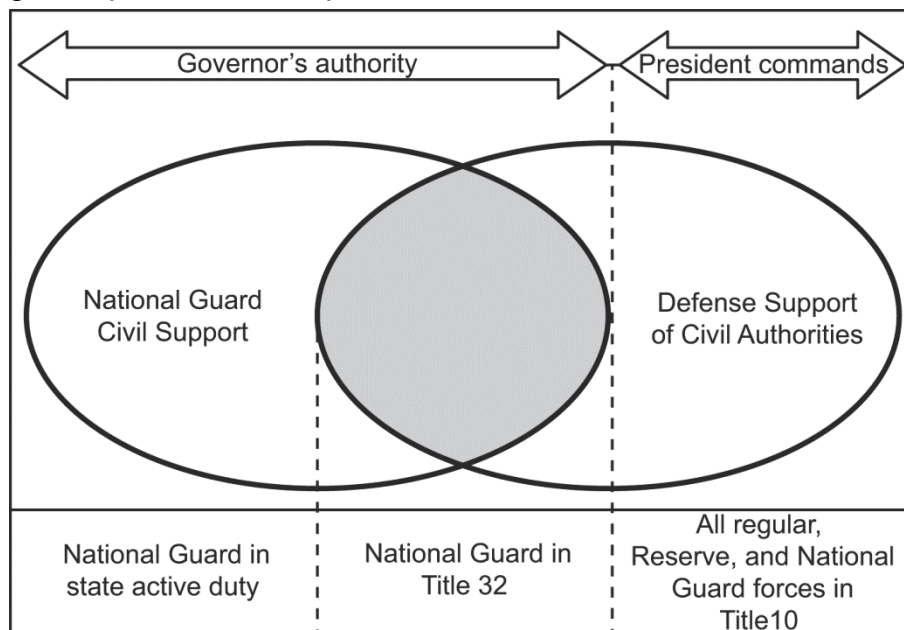 Governor's authority
President commands
National Guard
Civil Support
Defense Support
of Civil Authorities
National Guard in
state active duty
National Guard in
Title 32
All regular,
Reserve, and National
Guard forces in
Title10